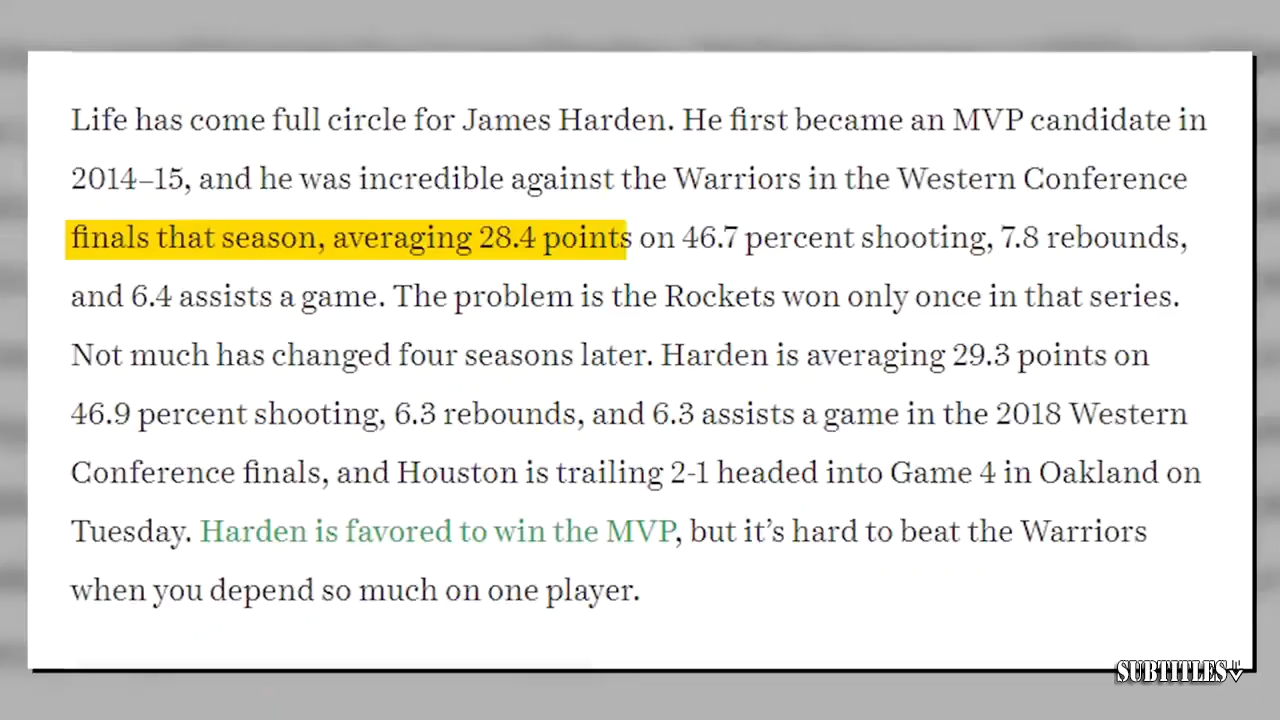 Life has come full circle for James Harden. He first became an MVP candidate in
2014–15, and he was incredible against the Warriors in the Western Conference
finals that season, averaging 28.4 points on 46.7 percent shooting, 7.8 rebounds,
and 6.4 assists a game. The problem is the Rockets won only once in that series.
Not much has changed four seasons later. Harden is averaging 29.3 points on
46.9 percent shooting, 6.3 rebounds, and 6.3 assists a game in the 2018 Western
Conference finals, and Houston is trailing 2-1 headed into Game 4 in Oakland on
Tuesday. Harden is favored to win the MVP, but it’s hard to beat the Warriors
when you depend so much on one player.
SUBTITLES